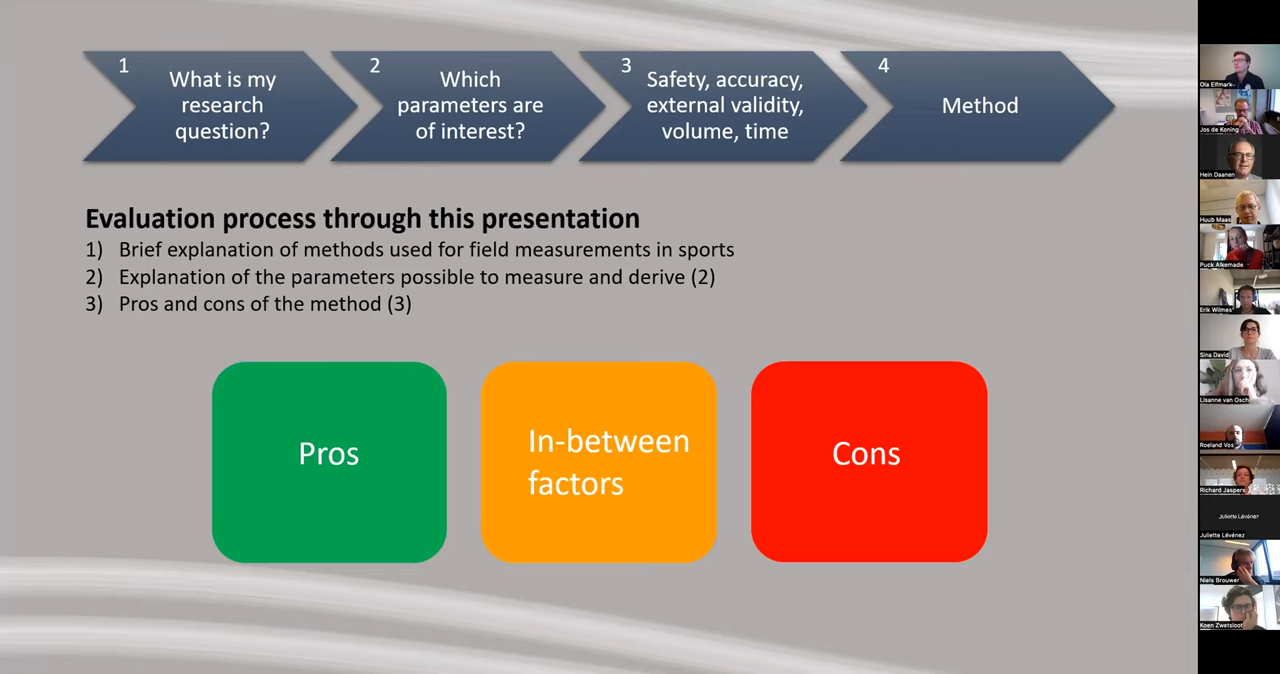 1
What is my
research
question?
2
Which
parameters are
of interest?
3
Safety, accuracy,
external validity,
volume, time
4
Method
Evaluation process through this presentation
1) Brief explanation of methods used for field measurements in sports
2) Explanation of the parameters possible to measure and derive (2)
3) Pros and cons of the method (3)
Pros
In-between
factors
Cons
Ola Elfmark
Jos de Koning
Hein Daanen
Huub Maas
Puck Alkemade
Erik Wilmes
Sina David
Lisanne van Osch
Roeland Vos
Richard Jaspers
Juliette Lévénez
Juliette Lévénez
Niels Brouwer
Koen Zwetsloot